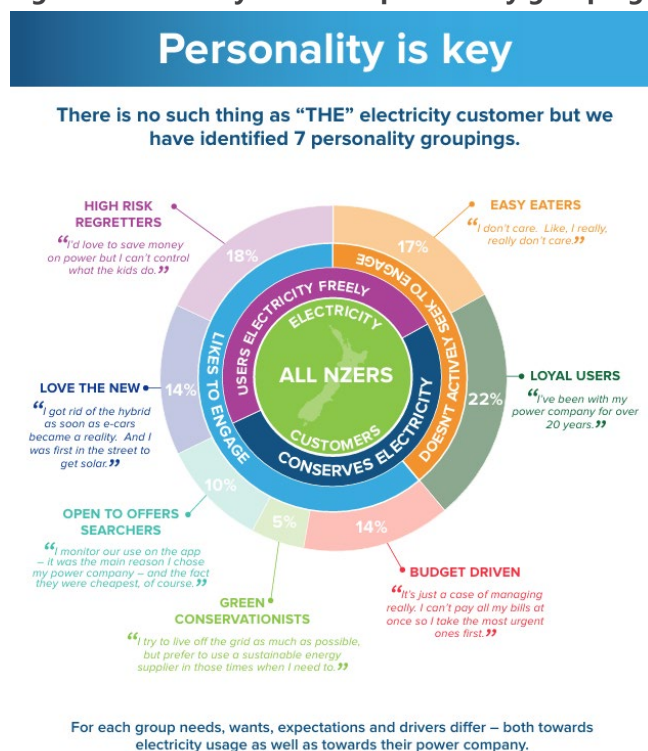 Personality is key
There is no such thing as “THE” electricity customer but we
have identified 7 personality groupings.
HIGH RISK
REGRETTERS
“I'd love to save money
on power but I can't control
what the kids do.”
18%
EASY EATERS
“I don't care. Like, I really,
really don't care.”
17%
LOVE THE NEW
“I got rid of the hybrid
as soon as e-cars
became a reality. And I
was first in the street to
get solar.”
14%
LOYAL USERS
“I've been with my
power company for over
20 years.”
22%
USERS ELECTRICITY FREELY
CONSERVES ELECTRICITY
LIKES TO ENGAGE
DOESNT ACTIVELY SEEK TO ENGAGE
ELECTRICITY
ALL NZERS
CUSTOMERS
10%
OPEN TO OFFERS
SEARCHERS
“I monitor our use on the app
– it was the main reason I chose
my power company – and the fact
they were cheapest, of course.”
5%
GREEN
CONSERVATIONISTS
“I try to live off the grid as much as possible,
but prefer to use a sustainable energy
supplier in those times when I need to.”
14%
BUDGET DRIVEN
“It's just a case of managing
really. I can't pay all my bills at
once so I take the most urgent
ones first.”
For each group needs, wants, expectations and drivers differ – both towards
electricity usage as well as towards their power company.